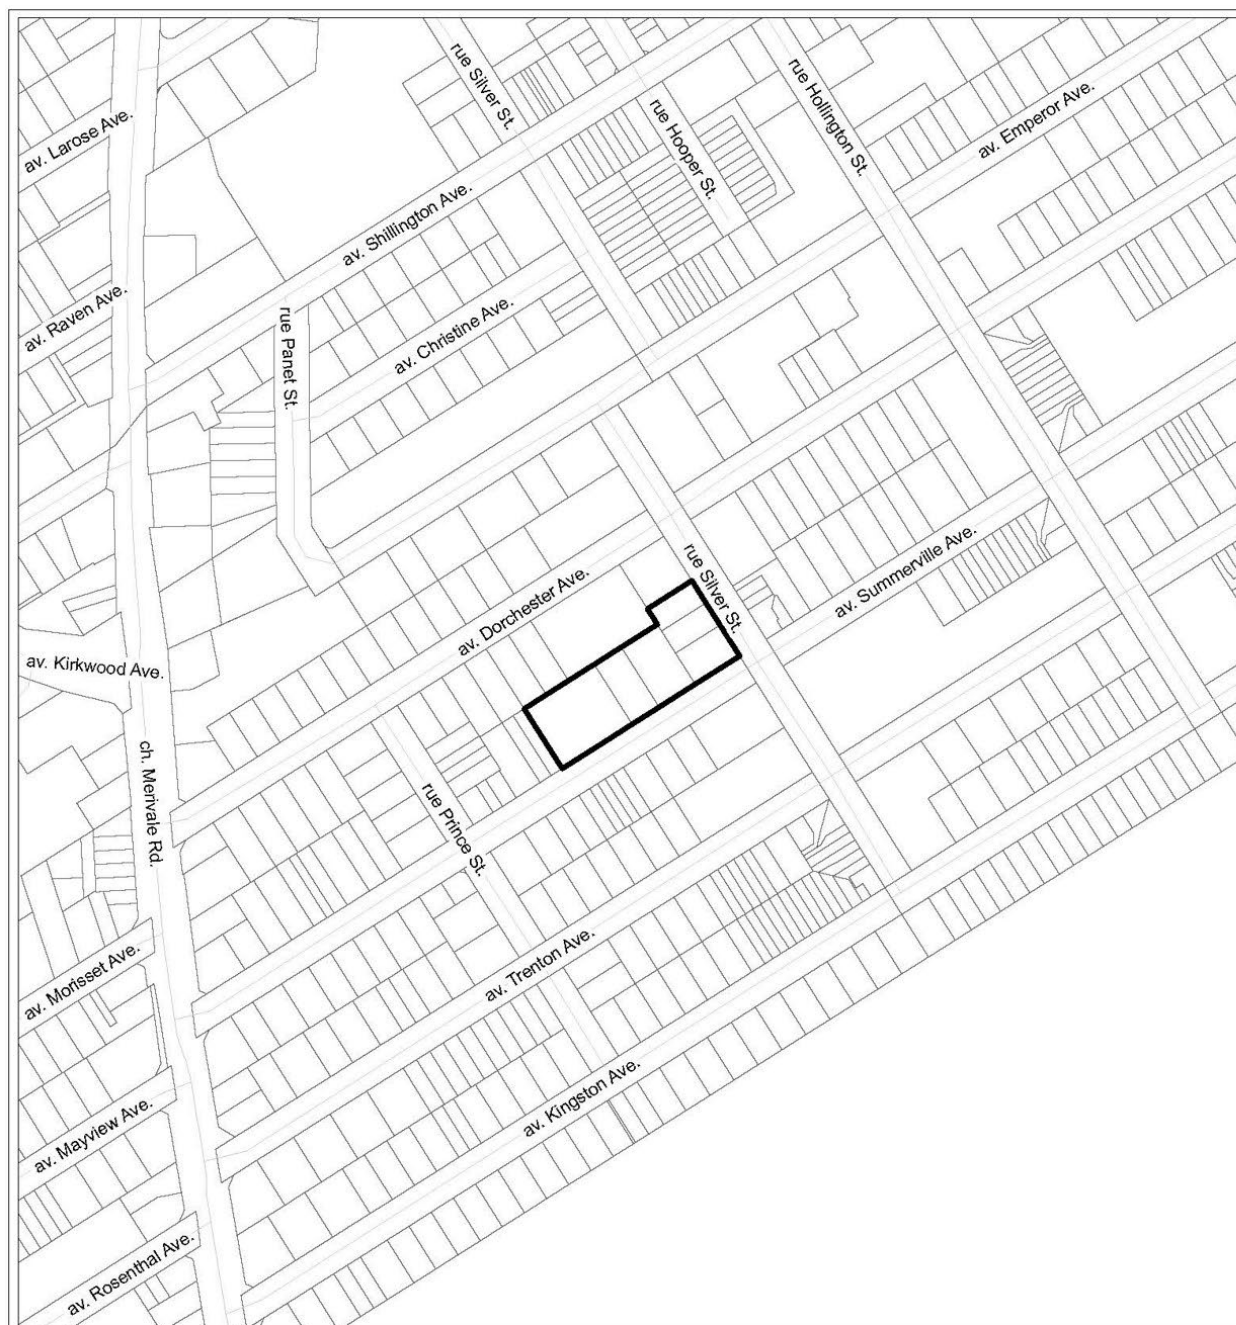 rue Silver St.
rue Hooper St.
rue Hollington St.
av. Emperor Ave.
av. Larose Ave.
av. Shillington Ave.
av. Raven Ave.
rue Panet St.
av. Christine Ave.
av. Dorchester Ave.
rue Silver St.
av. Summerville Ave.
av. Kirkwood Ave.
ch. Merivale Rd.
rue Prince St.
av. Morisset Ave.
av. Trenton Ave.
av. Kingston Ave.
av. Mayview Ave.
av. Rosenthal Ave.